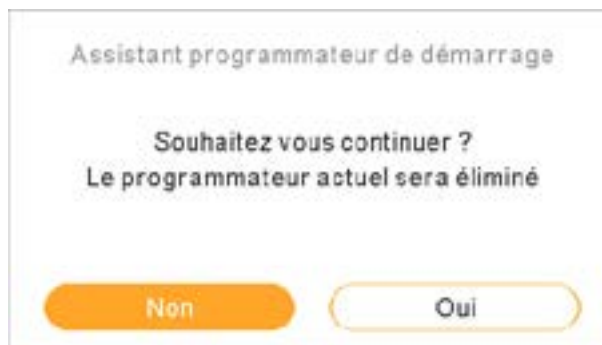 Assistant programmateur de démarrage
Souhaitez vous continuer ?
Le programmateur actuel sera éliminé
Non
Oui